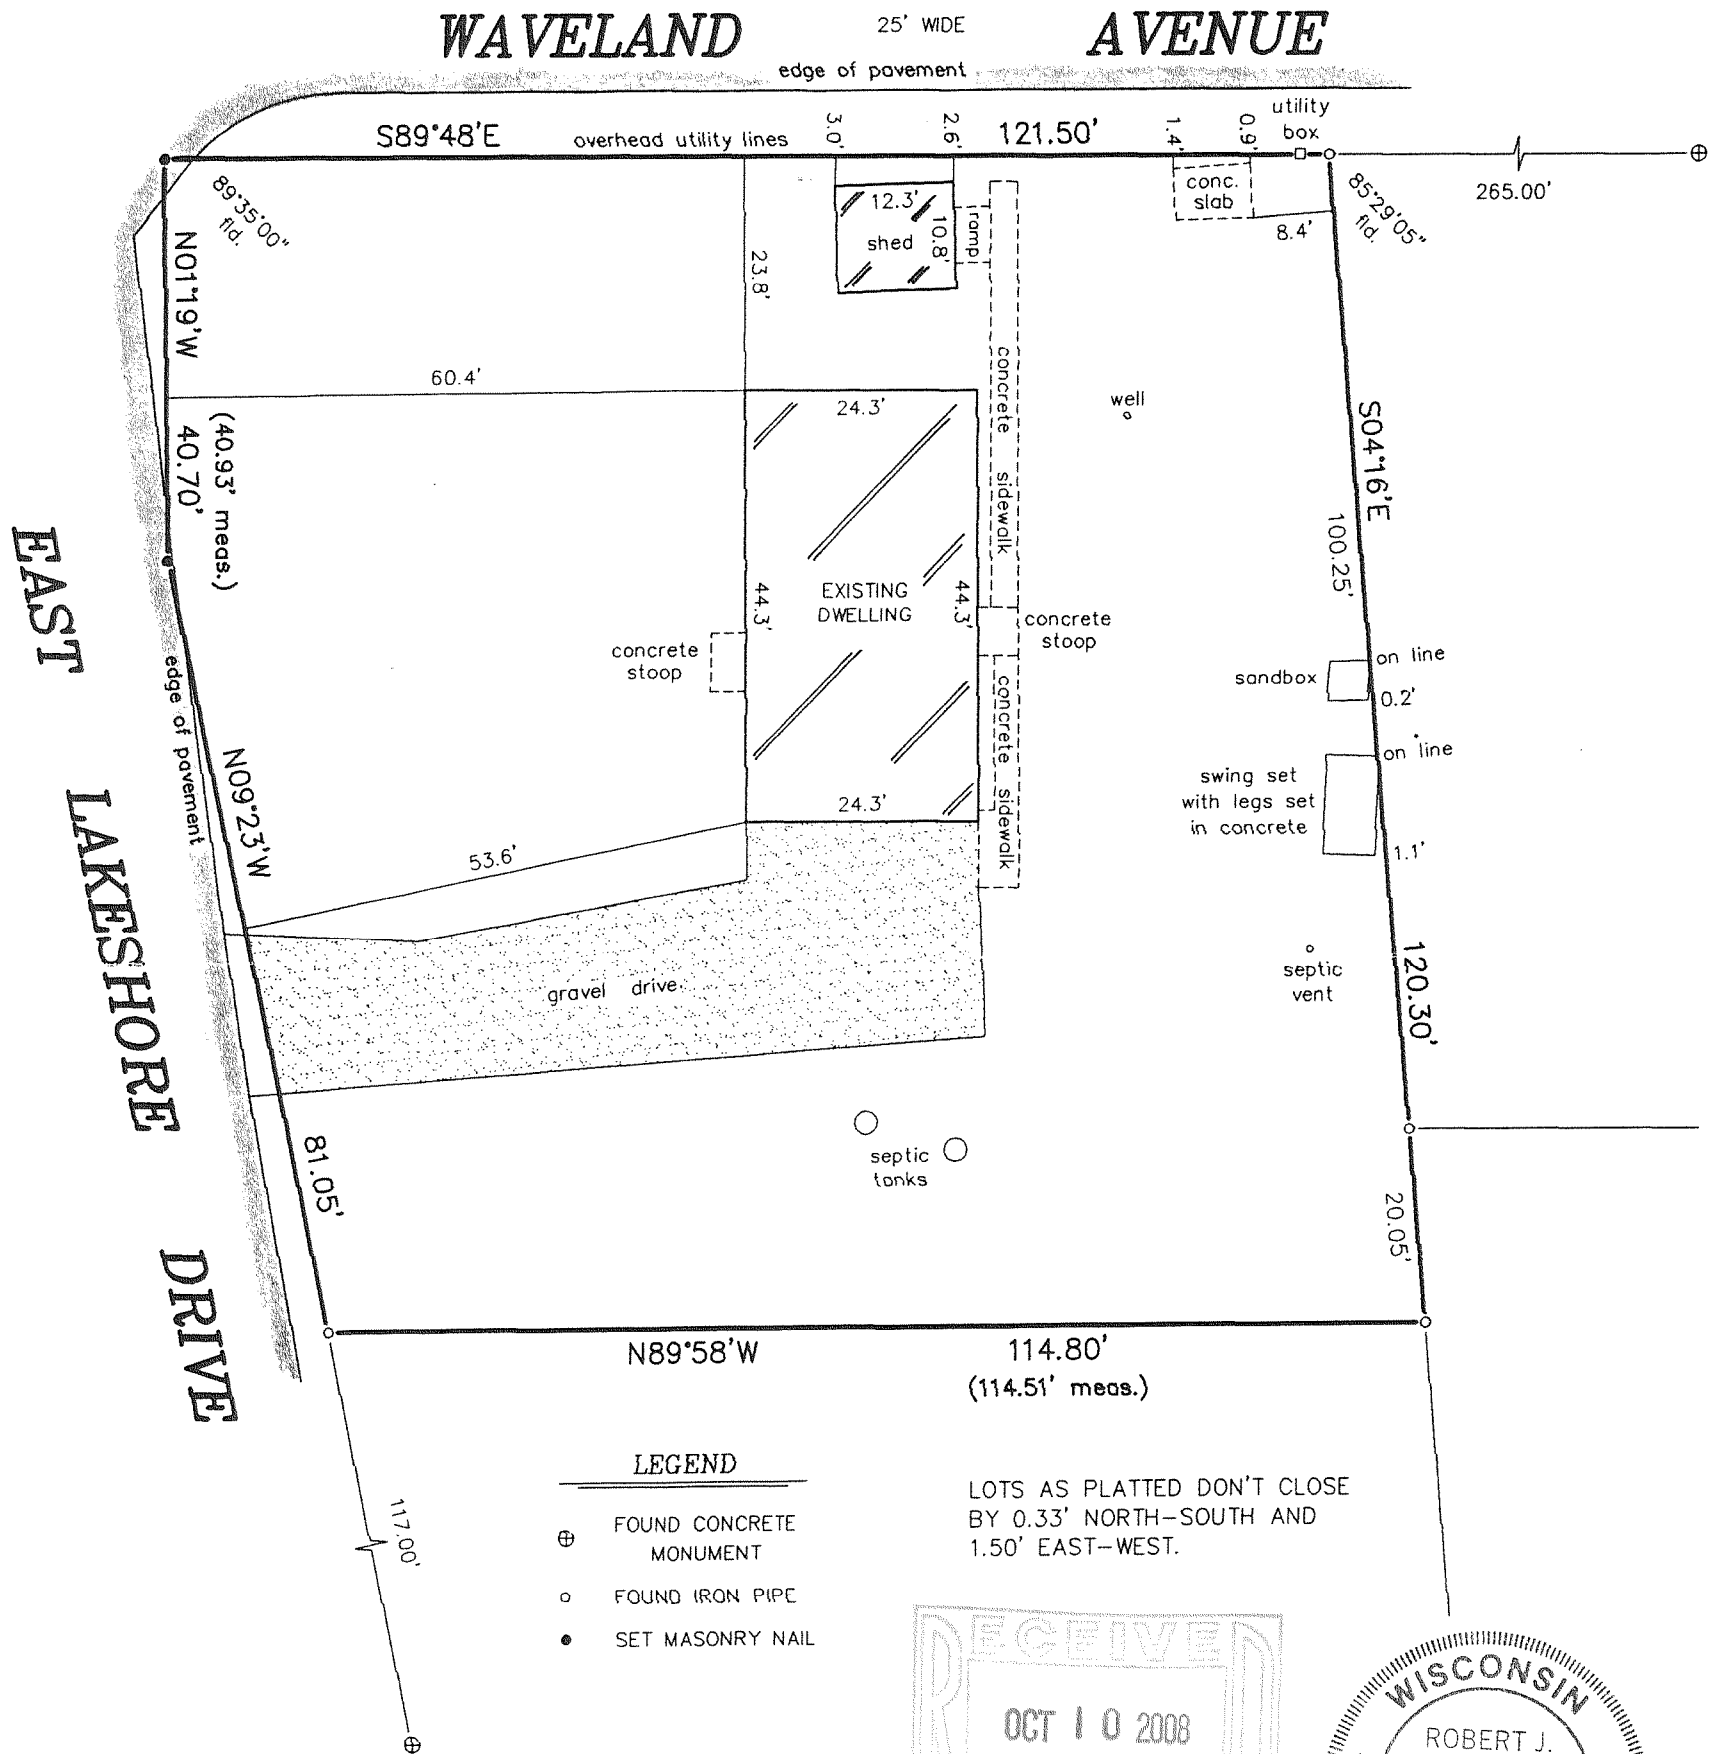 WAVELAND 25' WIDE AVENUE
edge of pavement
S89°48'E overhead utility lines 3.0' 2.6' 121.50' 1.4' 0.9' utility box
265.00'
89°35'00" fld.
85°29'05" fld.
12.3'
10.8'
shed
ramp
conc. slab
8.4'
N01°19'W
23.8'
60.4'
24.3'
concrete sidewalk
well
S04°16'E
(40.93' meas.)
40.70'
100.25'
EAST LAKESHORE DRIVE
EXISTING
DWELLING
44.3'
44.3'
concrete
stoop
concrete
stoop
on line
sandbox
0.2'
edge of pavement
N09°23'W
concrete sidewalk
on line
swing set
with legs set
in concrete
1.1'
24.3'
53.6'
120.30'
septic
vent
gravel drive
81.05'
septic
tanks
20.05'
N89°58'W 114.80'
(114.51' meas.)
117.00'
LEGEND
FOUND CONCRETE
MONUMENT
FOUND IRON PIPE
SET MASONRY NAIL
LOTS AS PLATTED DON'T CLOSE
BY 0.33' NORTH-SOUTH AND
1.50' EAST-WEST.
RECEIVED
OCT 10 2008
WISCONSIN
ROBERT J.